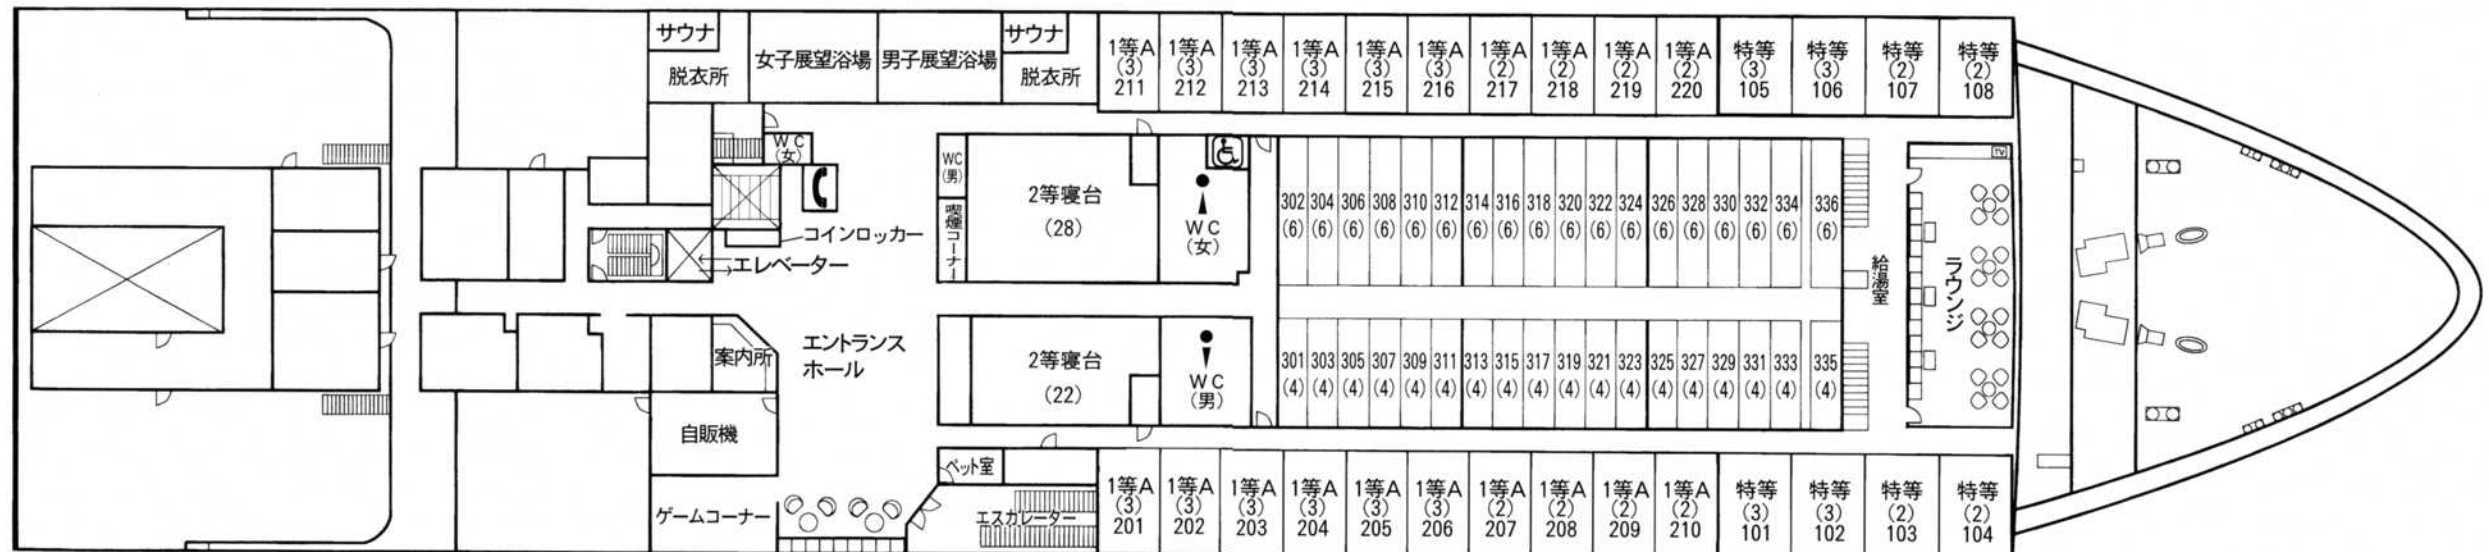 サウナ
脱衣所
女子展望浴場
男子展望浴場
サウナ
脱衣所
1等A
(3)
211
1等A
(3)
212
1等A
(3)
213
1等A
(3)
214
1等A
(3)
215
1等A
(3)
216
1等A
(2)
217
1等A
(2)
218
1等A
(2)
219
1等A
(2)
220
特等
(3)
105
特等
(3)
106
特等
(2)
107
特等
(2)
108
WC
(女)
WC
(男)
喫煙コーナー
2等寝台
(28)
WC
(女)
302 304 306 308 310 312 314 316 318 320 322 324 326 328 330 332 334 336
(6) (6) (6) (6) (6) (6) (6) (6) (6) (6) (6) (6) (6) (6) (6) (6) (6) (6)
TV
コインロッカー
エレベーター
給湯室
ラウンジ
案内所
エントランス
ホール
2等寝台
(22)
WC
(男)
301 303 305 307 309 311 313 315 317 319 321 323 325 327 329 331 333 335
(4) (4) (4) (4) (4) (4) (4) (4) (4) (4) (4) (4) (4) (4) (4) (4) (4) (4)
自販機
ペット室
ゲームコーナー
エスカレーター
1等A
(3)
201
1等A
(3)
202
1等A
(3)
203
1等A
(3)
204
1等A
(3)
205
1等A
(3)
206
1等A
(2)
207
1等A
(2)
208
1等A
(2)
209
1等A
(2)
210
特等
(3)
101
特等
(3)
102
特等
(2)
103
特等
(2)
104